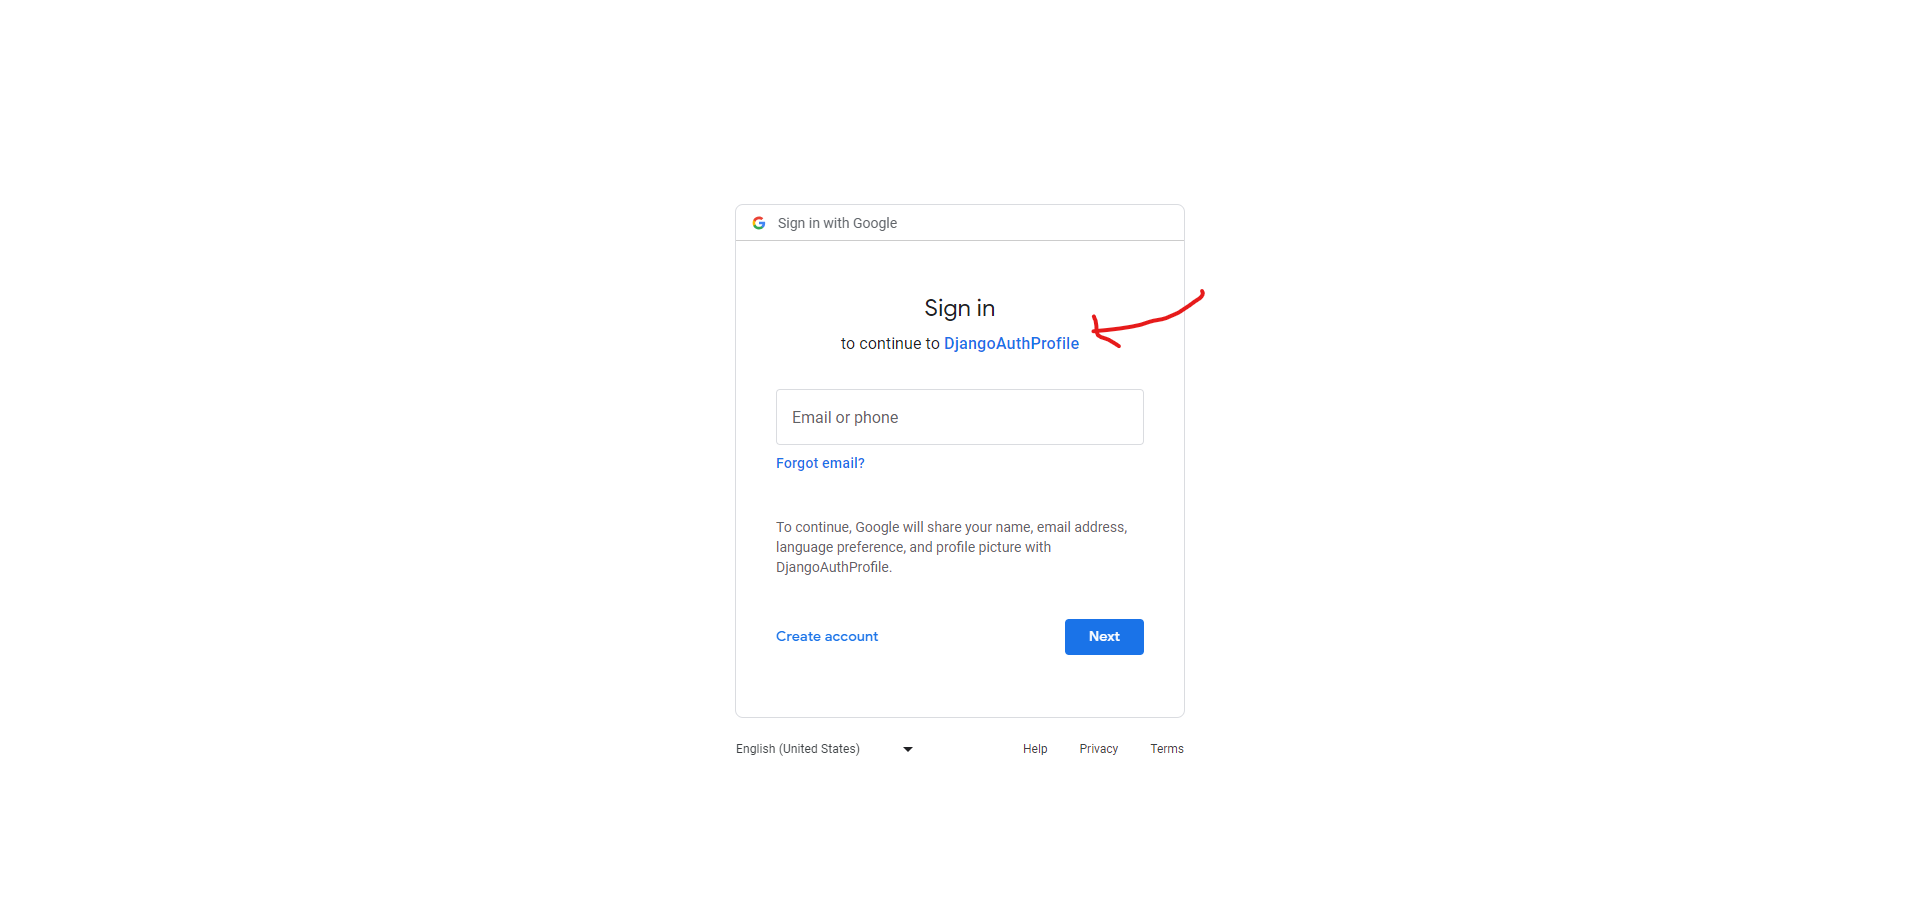 Sign in with Google
Sign in
to continue to DjangoAuthProfile
Email or phone
Forgot email?
To continue, Google will share your name, email address,
language preference, and profile picture with
DjangoAuthProfile.
Create account
Next
English (United States)
Help
Privacy
Terms